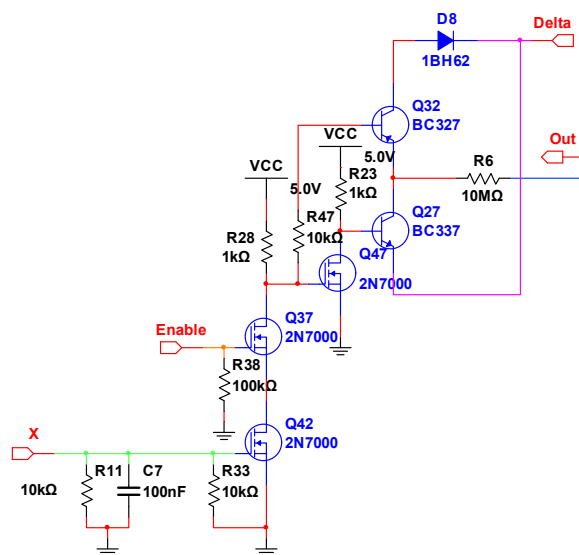 D8
Delta
1BH62
Q32
BC327
VCC
VCC
5.0V
Out
5.0V
R23
1kΩ
R6
10MΩ
R47
10kΩ
Q27
BC337
R28
1kΩ
Q47
2N7000
Enable
Q37
2N7000
R38
100kΩ
Q42
2N7000
X
R11
10kΩ
C7
100nF
R33
10kΩ